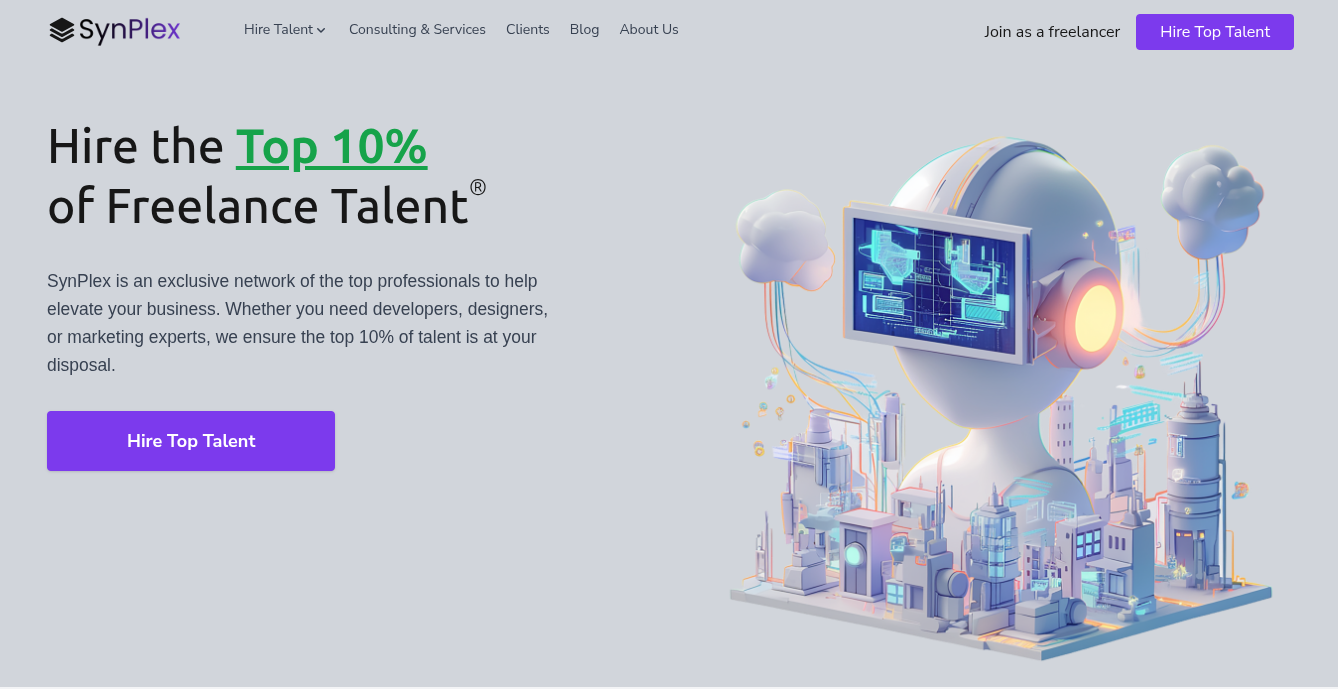 SynPlex
Hire Talent
Consulting & Services
Clients
Blog
About Us
Join as a freelancer
Hire Top Talent
Hire the Top 10%
of Freelance Talent®
SynPlex is an exclusive network of the top professionals to help
elevate your business. Whether you need developers, designers,
or marketing experts, we ensure the top 10% of talent is at your
disposal.
Hire Top Talent